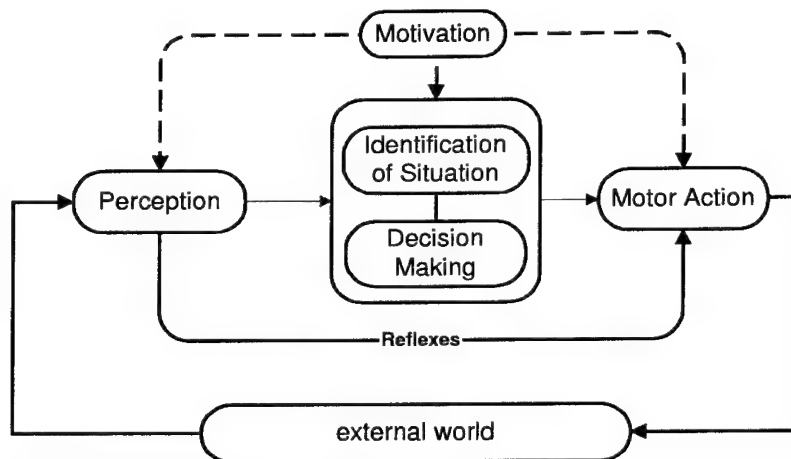 Motivation
Identification
of Situation
Perception
Motor Action
Decision
Making
Reflexes
external world